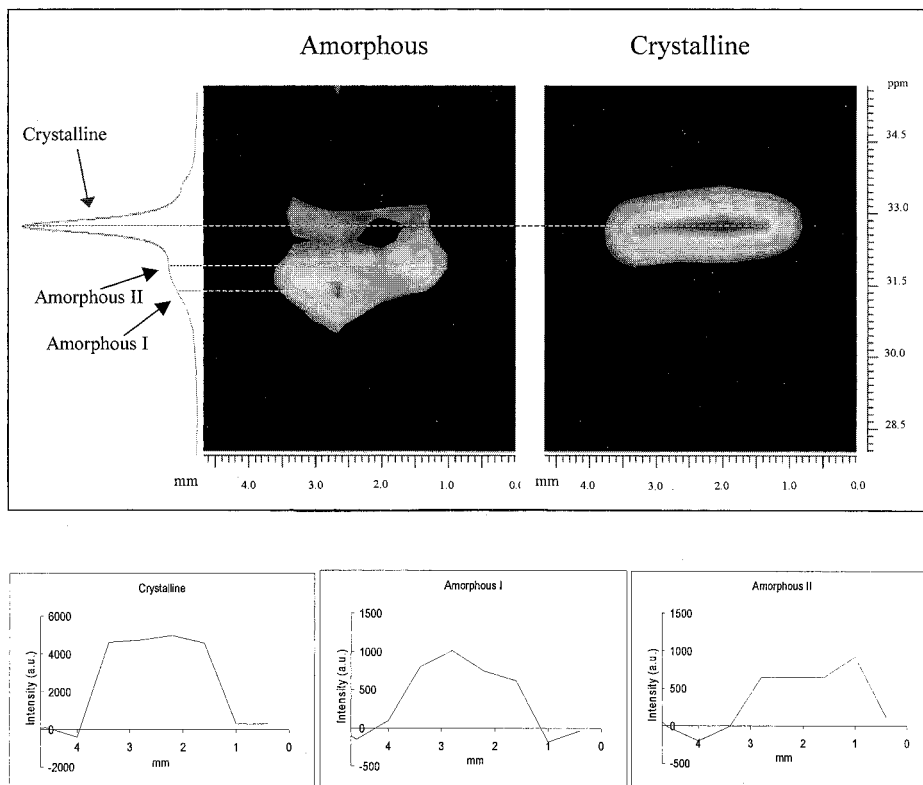 Amorphous Crystalline
ppm
34.5
33.0
31.5
30.0
28.5
Crystalline
Amorphous II
Amorphous I
mm 4.0 3.0 2.0 1.0 0.0 mm 4.0 3.0 2.0 1.0 0.0
Crystalline
Intensity (a.u.)
6000
4000
2000
0
-2000
4 3 2 1 0
mm
Amorphous I
Intensity (a.u.)
1500
1000
500
0
-500
4 3 2 1 0
mm
Amorphous II
Intensity (a.u.)
1500
1000
500
0
-500
4 3 2 1 0
mm